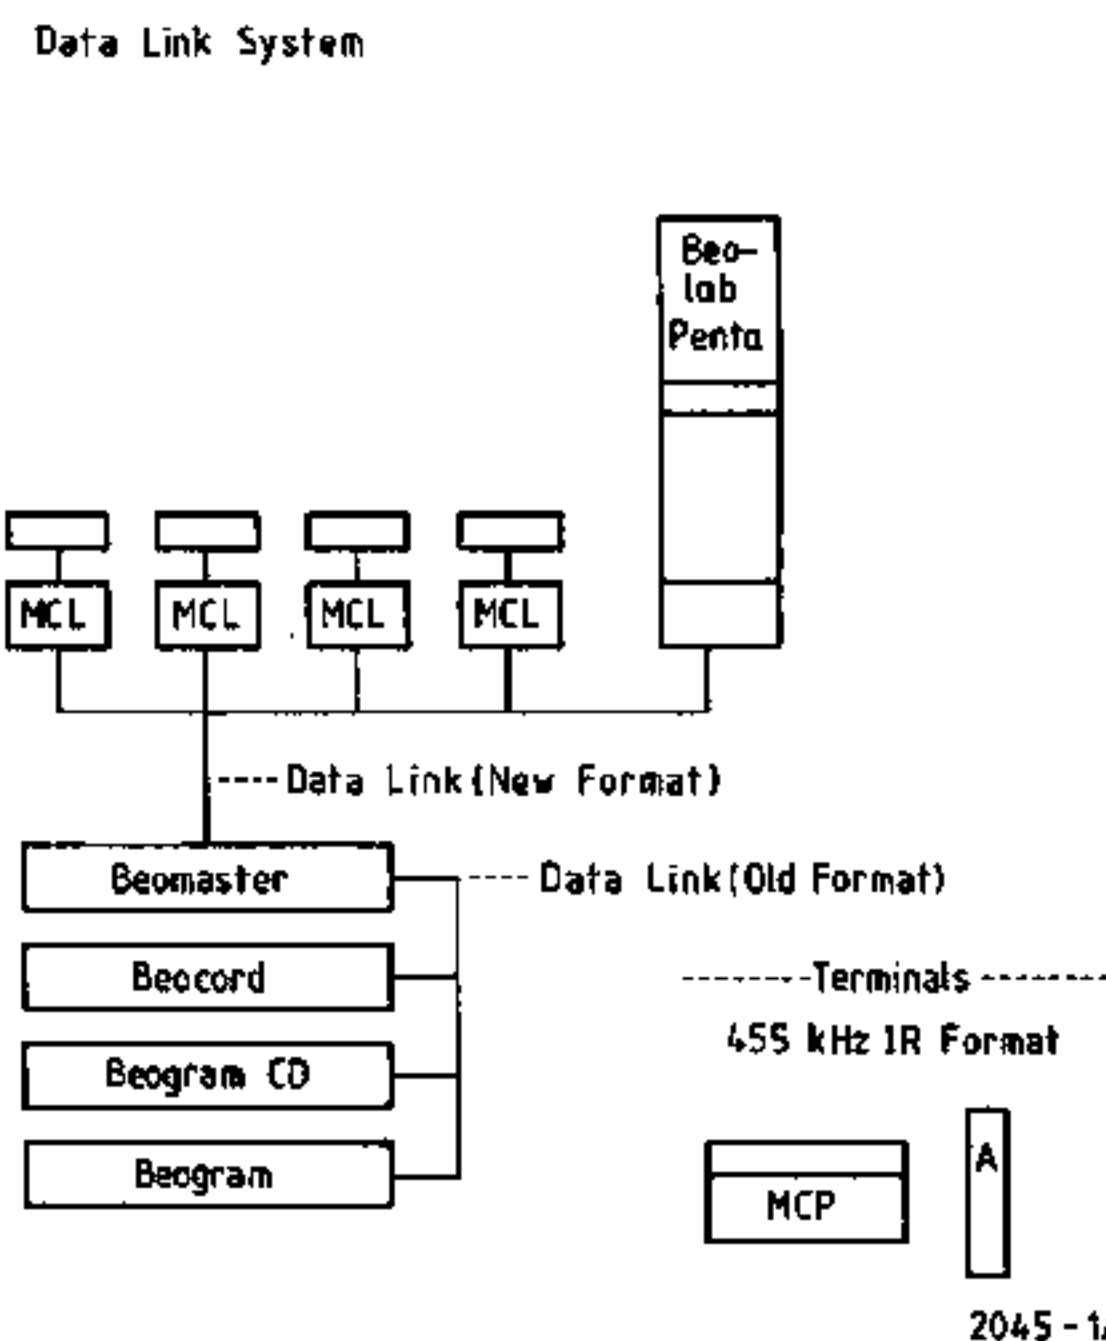 Data Link System
Beo-
lab
Penta
MCL MCL MCL MCL
Data Link (New Format)
Beomaster
Data Link (Old Format)
Beocord
Terminals
455 kHz IR Format
Beogram CD
Beogram
MCP
A